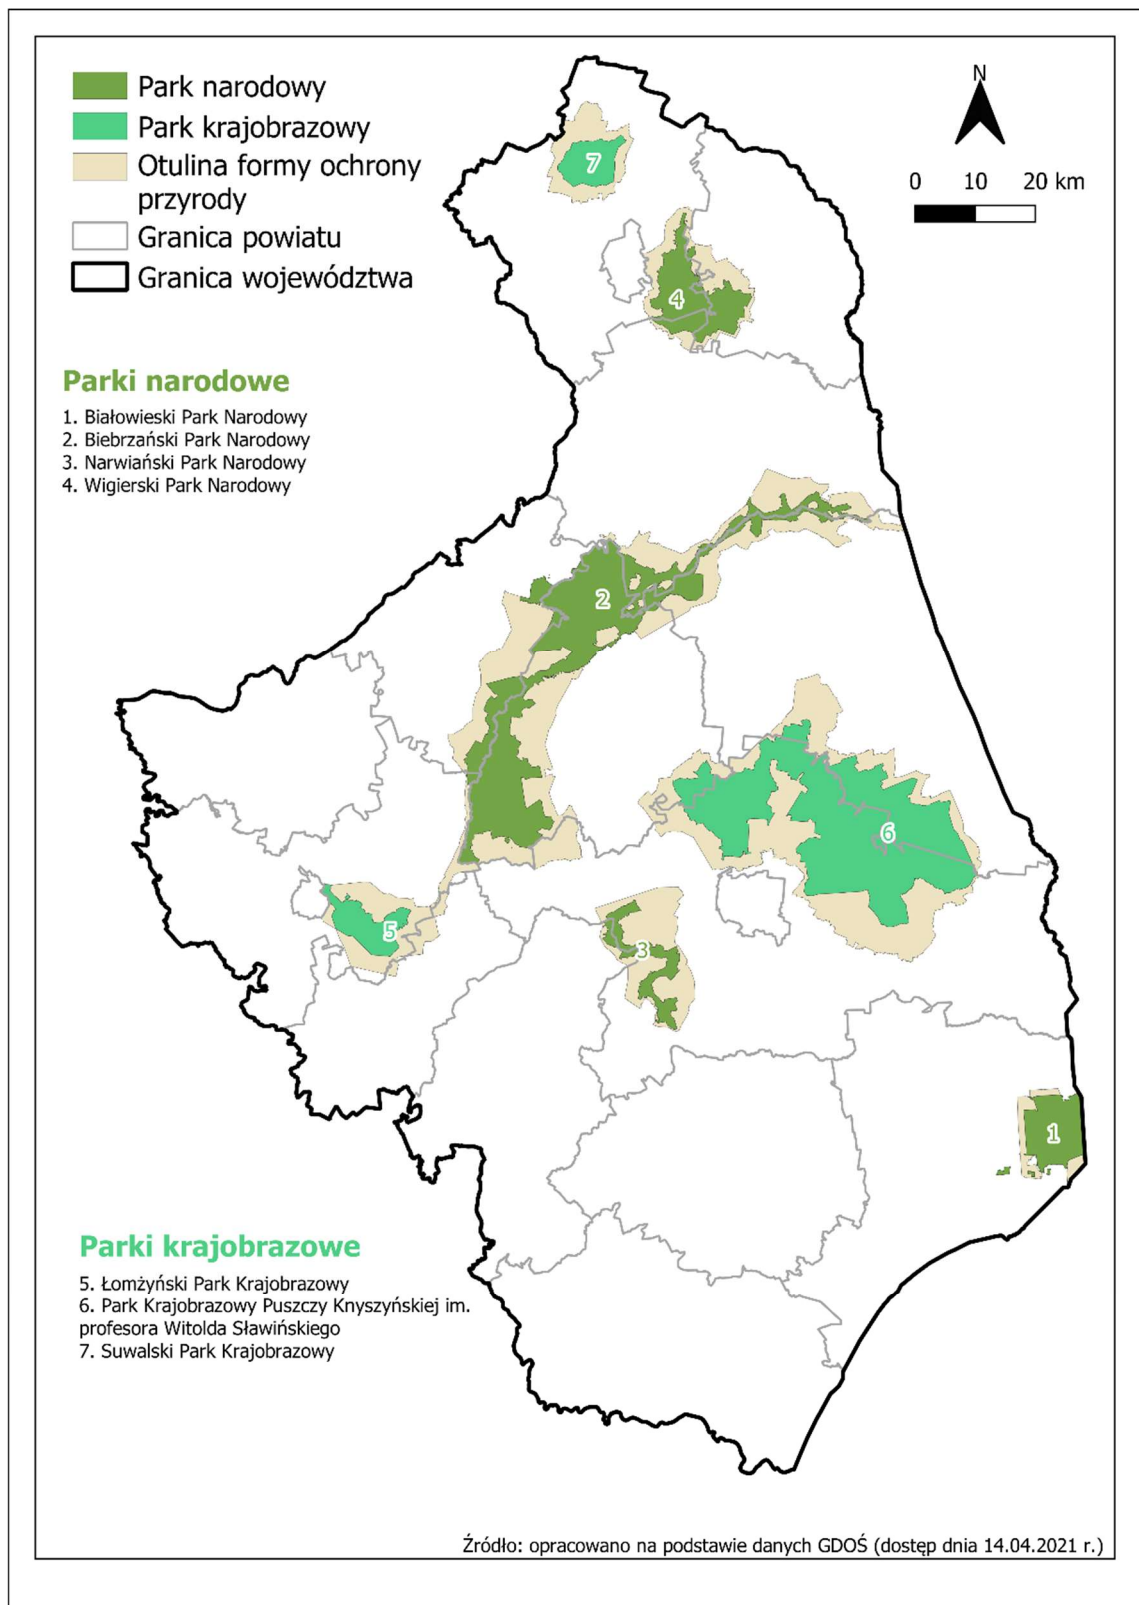 Park narodowy
Park krajobrazowy
Otulina formy ochrony
przyrody
Granica powiatu
Granica województwa
N
0 10 20 km
Parki narodowe
1. Białowieski Park Narodowy
2. Biebrzański Park Narodowy
3. Narwiański Park Narodowy
4. Wigierski Park Narodowy
7
4
2
6
5
3
1
Parki krajobrazowe
5. Łomżyński Park Krajobrazowy
6. Park Krajobrazowy Puszczy Knyszyńskiej im.
profesora Witolda Sławińskiego
7. Suwalski Park Krajobrazowy
Źródło: opracowano na podstawie danych GDOŚ (dostęp dnia 14.04.2021 r.)